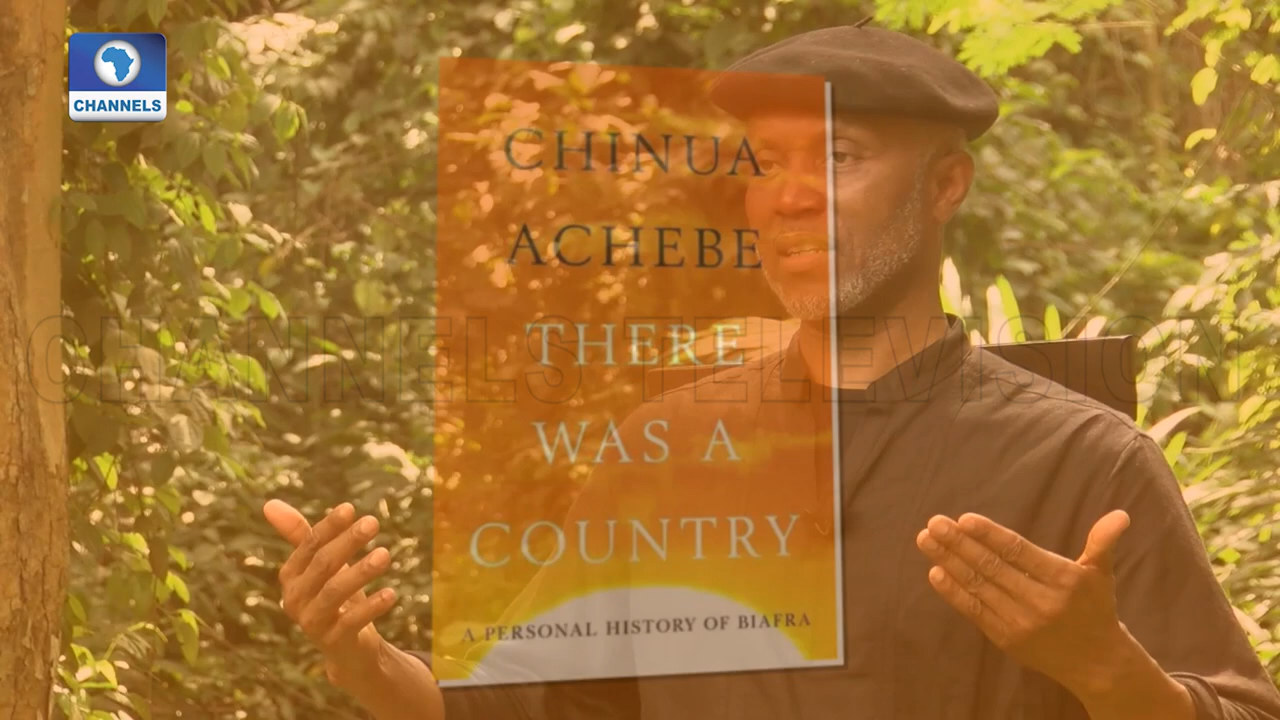 CHANNELS
CHINUA
ACHEBE
CHANNELS TELEVISION
THERE
WAS A
COUNTRY
A PERSONAL HISTORY OF BIAFRA